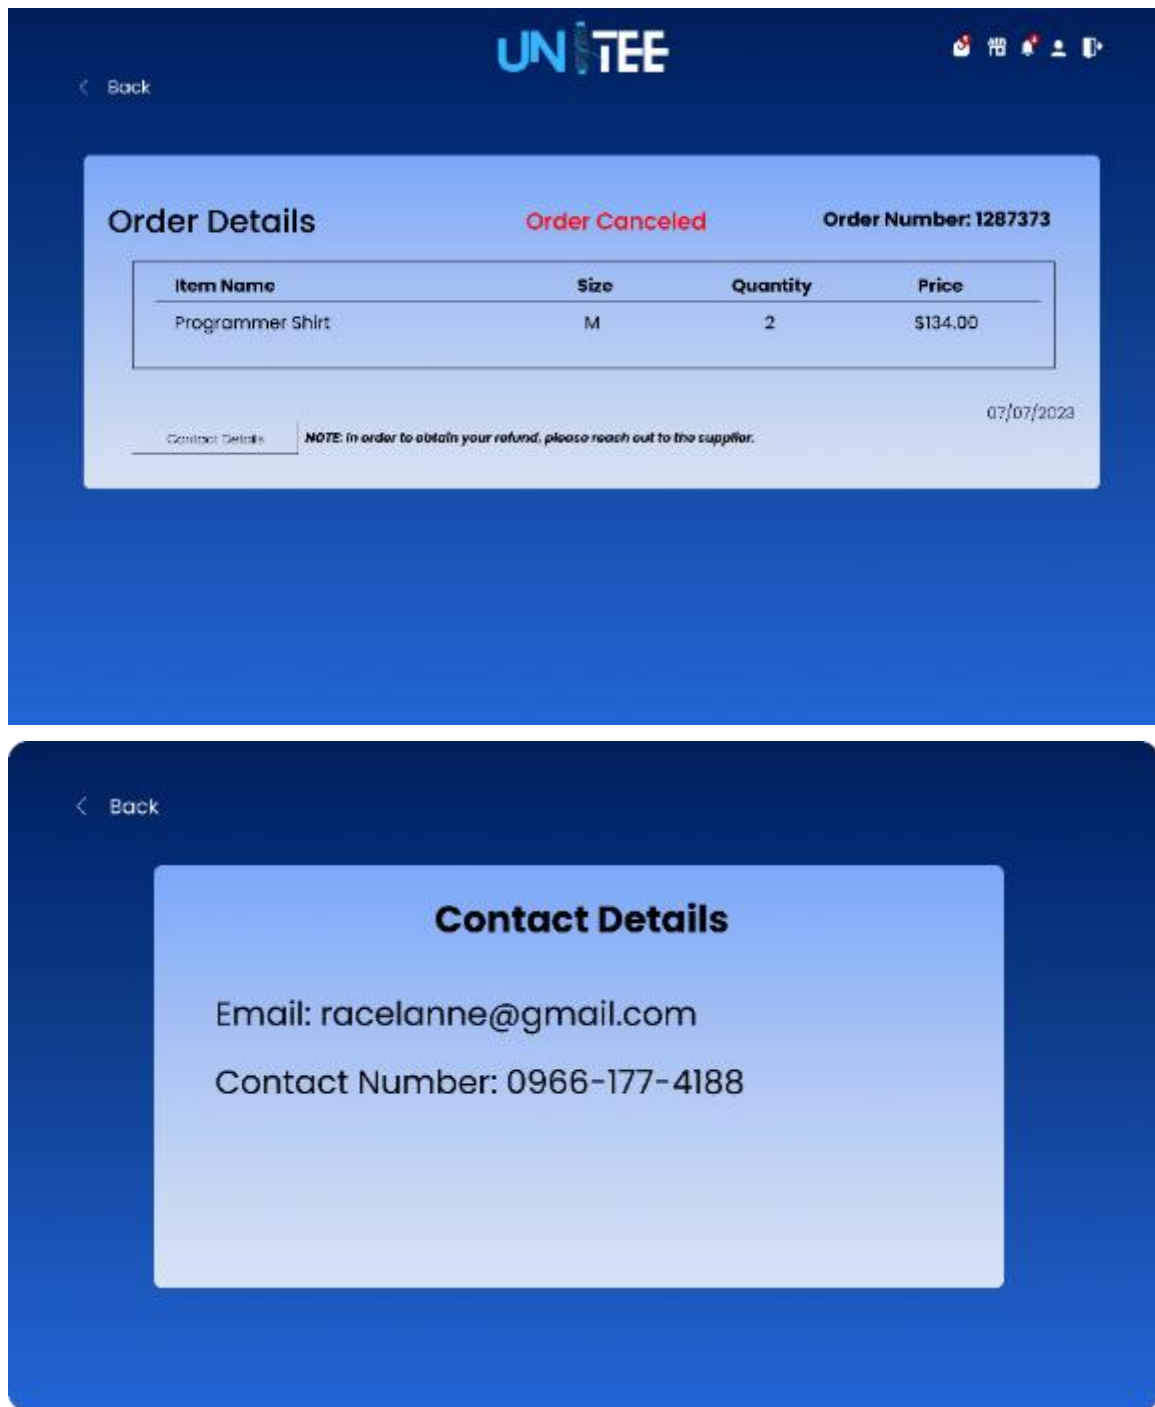 UNITEE
Back
Order Details Order Canceled Order Number: 1287373
Item Name Size Quantity Price
Programmer Shirt M 2 $134.00
07/07/2023
Contact Details NOTE: In order to obtain your refund, please reach out to the supplier.
Back
Contact Details
Email: racelanne@gmail.com
Contact Number: 0966-177-4188